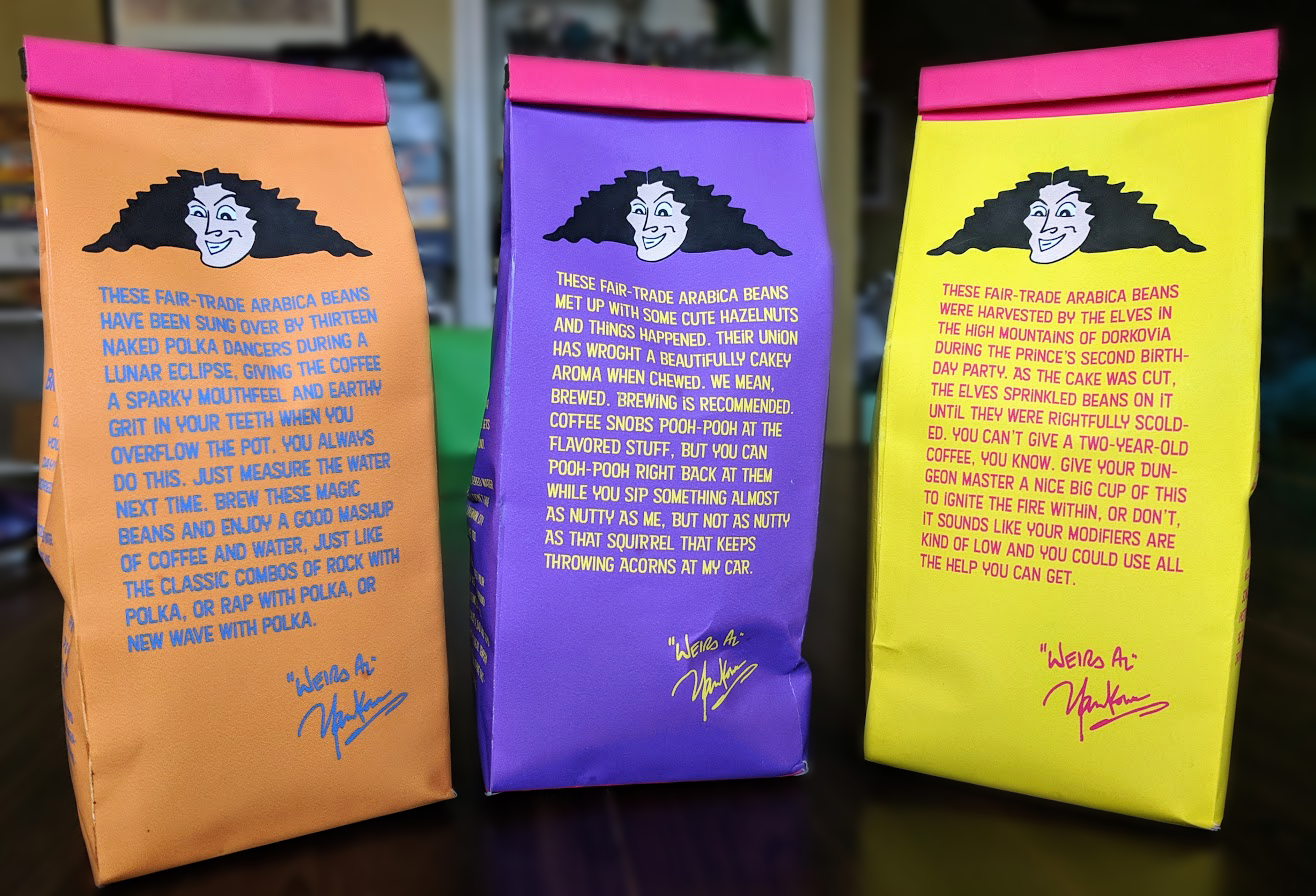 THESE FAIR-TRADE ARABICA BEANS
HAVE BEEN SUNG OVER BY THIRTEEN
NAKED POLKA DANCERS DURING A
LUNAR ECLIPSE, GIVING THE COFFEE
A SPARKY MOUTHFEEL AND EARTHY
GRIT IN YOUR TEETH WHEN YOU
OVERFLOW THE POT. YOU ALWAYS
DO THIS. JUST MEASURE THE WATER
NEXT TIME. BREW THESE MAGIC
BEANS AND ENJOY A GOOD MASHUP
OF COFFEE AND WATER, JUST LIKE
THE CLASSIC COMBOS OF ROCK WITH
POLKA, OR RAP WITH POLKA, OR
NEW WAVE WITH POLKA.
"WEIRD AL"
Yankovic
THESE FAIR-TRADE ARABICA BEANS
MET UP WITH SOME CUTE HAZELNUTS
AND THINGS HAPPENED. THEIR UNION
HAS WROGHT A BEAUTIFULLY CAKEY
AROMA WHEN CHEWED. WE MEAN,
BREWED. BREWING IS RECOMMENDED.
COFFEE SNOBS POOH-POOH AT THE
FLAVORED STUFF, BUT YOU CAN
POOH-POOH RIGHT BACK AT THEM
WHILE YOU SIP SOMETHING ALMOST
AS NUTTY AS ME, BUT NOT AS NUTTY
AS THAT SQUIRREL THAT KEEPS
THROWING ACORNS AT MY CAR.
"WEIRD AL"
Yankovic
THESE FAIR-TRADE ARABICA BEANS
WERE HARVESTED BY THE ELVES IN
THE HIGH MOUNTAINS OF DORKOVIA
DURING THE PRINCE'S SECOND BIRTH-
DAY PARTY. AS THE CAKE WAS CUT,
THE ELVES SPRINKLED BEANS ON IT
UNTIL THEY WERE RIGHTFULLY SCOLD-
ED. YOU CAN'T GIVE A TWO-YEAR-OLD
COFFEE, YOU KNOW. GIVE YOUR DUN-
GEON MASTER A NICE BIG CUP OF THIS
TO IGNITE THE FIRE WITHIN, OR DON'T,
IT SOUNDS LIKE YOUR MODIFIERS ARE
KIND OF LOW AND YOU COULD USE ALL
THE HELP YOU CAN GET.
"WEIRD AL"
Yankovic